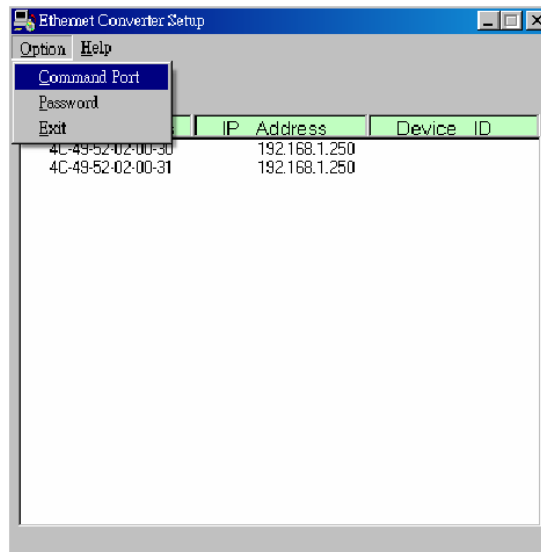 Ethernet Converter Setup
Option Help
Command Port
Password
Exit
IP Address Device ID
4C-49-52-02-00-30 192.168.1.250
4C-49-52-02-00-31 192.168.1.250